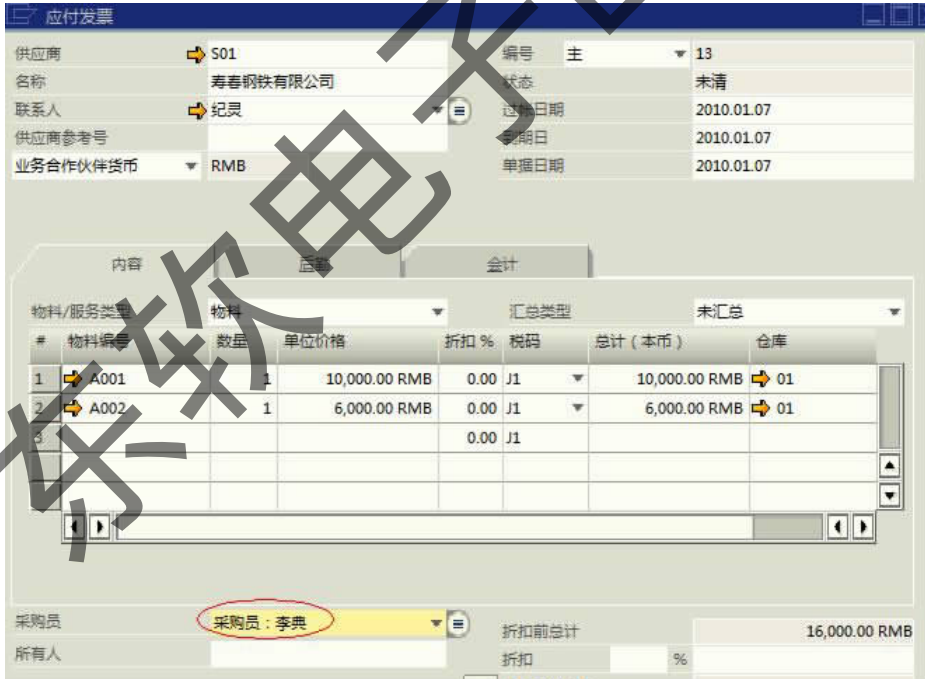 应付发票
供应商 S01 编号 主 13
名称 寿春钢铁有限公司 状态 未清
联系人 纪灵 过帐日期 2010.01.07
供应商参考号 到期日 2010.01.07
业务合作伙伴货币 RMB 单据日期 2010.01.07
内容 后勤 会计
物料/服务类型 物料 汇总类型 未汇总
# 物料编号 数量 单位价格 折扣 % 税码 总计（本币） 仓库
1 A001 1 10,000.00 RMB 0.00 J1 10,000.00 RMB 01
2 A002 1 6,000.00 RMB 0.00 J1 6,000.00 RMB 01
3 0.00 J1
采购员 采购员：李典 折扣前总计 16,000.00 RMB
所有人 折扣 %
东软电子